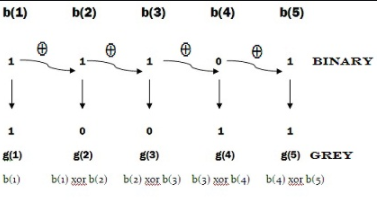 b(1) b(2) b(3) b(4) b(5)
⊕ ⊕ ⊕ ⊕
1 1 1 0 1 BINARY
1 0 0 1 1
g(1) g(2) g(3) g(4) g(5) GREY
b(1) b(1) xor b(2) b(2) xor b(3) b(3) xor b(4) b(4) xor b(5)